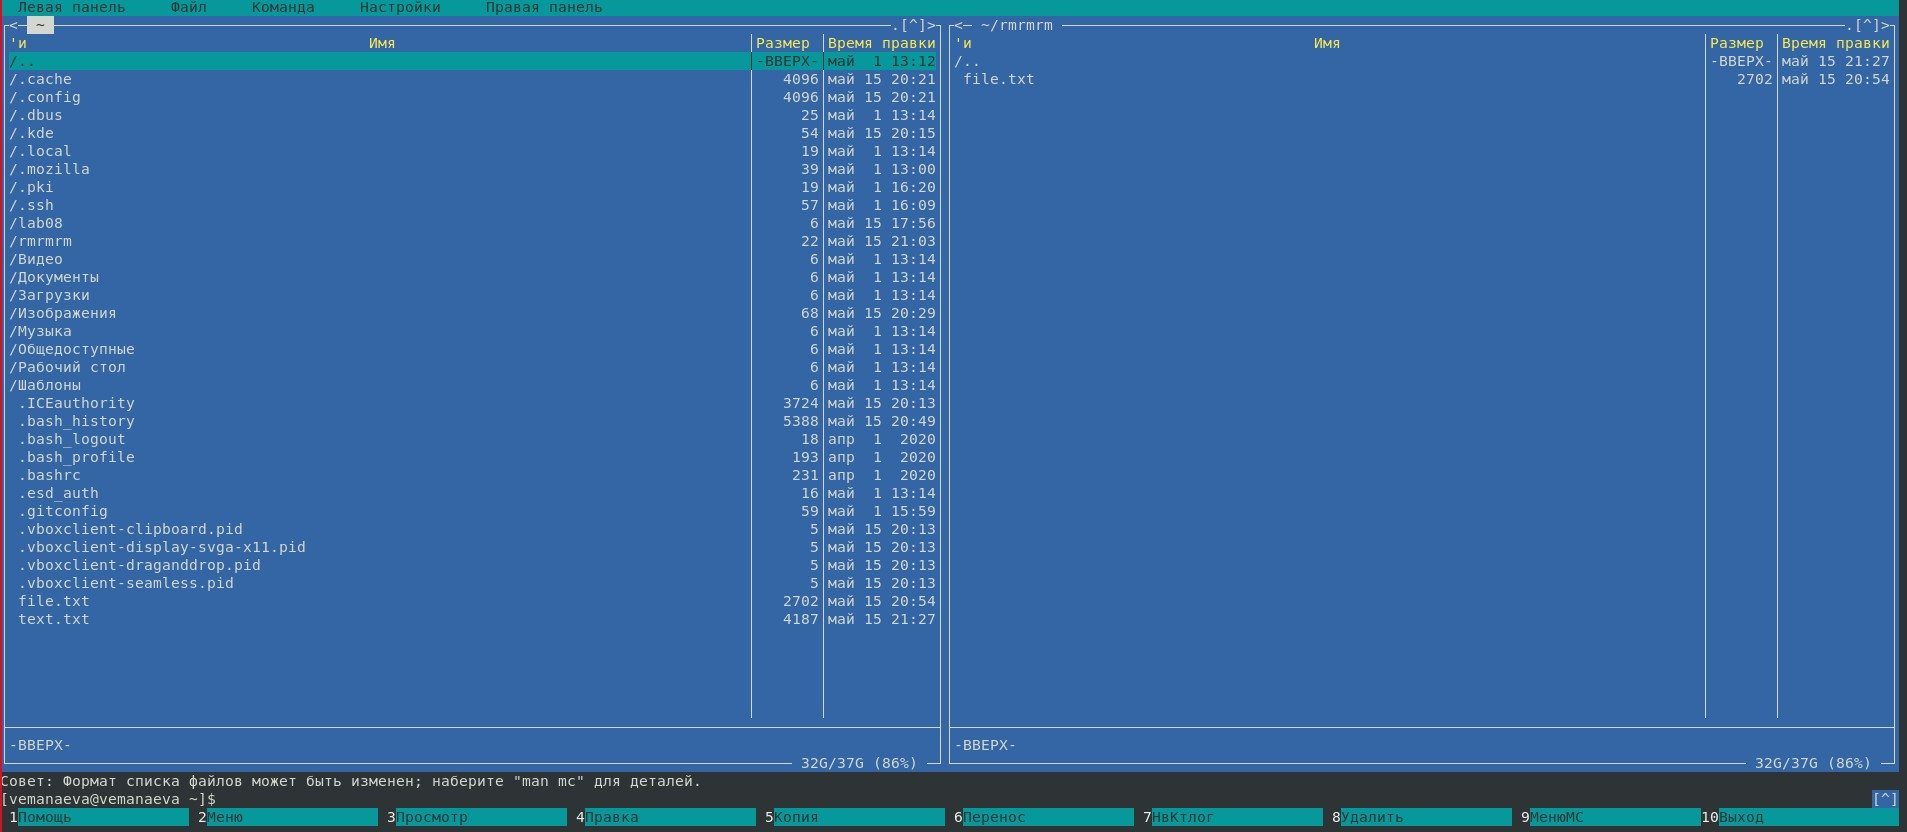 Левая панель Файл Команда Настройки Правая панель
<─ ~ .[^]> <─ ~/rmrmrm .[^]>
'и Имя Размер Время правки 'и Имя Размер Время правки
/.. -ВВЕРХ- май 1 13:12 /.. -ВВЕРХ- май 15 21:27
/.cache 4096 май 15 20:21 file.txt 2702 май 15 20:54
/.config 4096 май 15 20:21
/.dbus 25 май 1 13:14
/.kde 54 май 15 20:15
/.local 19 май 1 13:14
/.mozilla 39 май 1 13:00
/.pki 19 май 1 16:20
/.ssh 57 май 1 16:09
/lab08 6 май 15 17:56
/rmrmrm 22 май 15 21:03
/Видео 6 май 1 13:14
/Документы 6 май 1 13:14
/Загрузки 6 май 1 13:14
/Изображения 68 май 15 20:29
/Музыка 6 май 1 13:14
/Общедоступные 6 май 1 13:14
/Рабочий стол 6 май 1 13:14
/Шаблоны 6 май 1 13:14
.ICEauthority 3724 май 15 20:13
.bash_history 5388 май 15 20:49
.bash_logout 18 апр 1 2020
.bash_profile 193 апр 1 2020
.bashrc 231 апр 1 2020
.esd_auth 16 май 1 13:14
.gitconfig 59 май 1 15:59
.vboxclient-clipboard.pid 5 май 15 20:13
.vboxclient-display-svga-x11.pid 5 май 15 20:13
.vboxclient-draganddrop.pid 5 май 15 20:13
.vboxclient-seamless.pid 5 май 15 20:13
file.txt 2702 май 15 20:54
text.txt 4187 май 15 21:27
-ВВЕРХ- -ВВЕРХ-
32G/37G (86%) 32G/37G (86%)
Совет: Формат списка файлов может быть изменен; наберите "man mc" для деталей.
[vemanaeva@vemanaeva ~]$ [^]
1Помощь 2Меню 3Просмотр 4Правка 5Копия 6Перенос 7НвКтлог 8Удалить 9МенюМС 10Выход